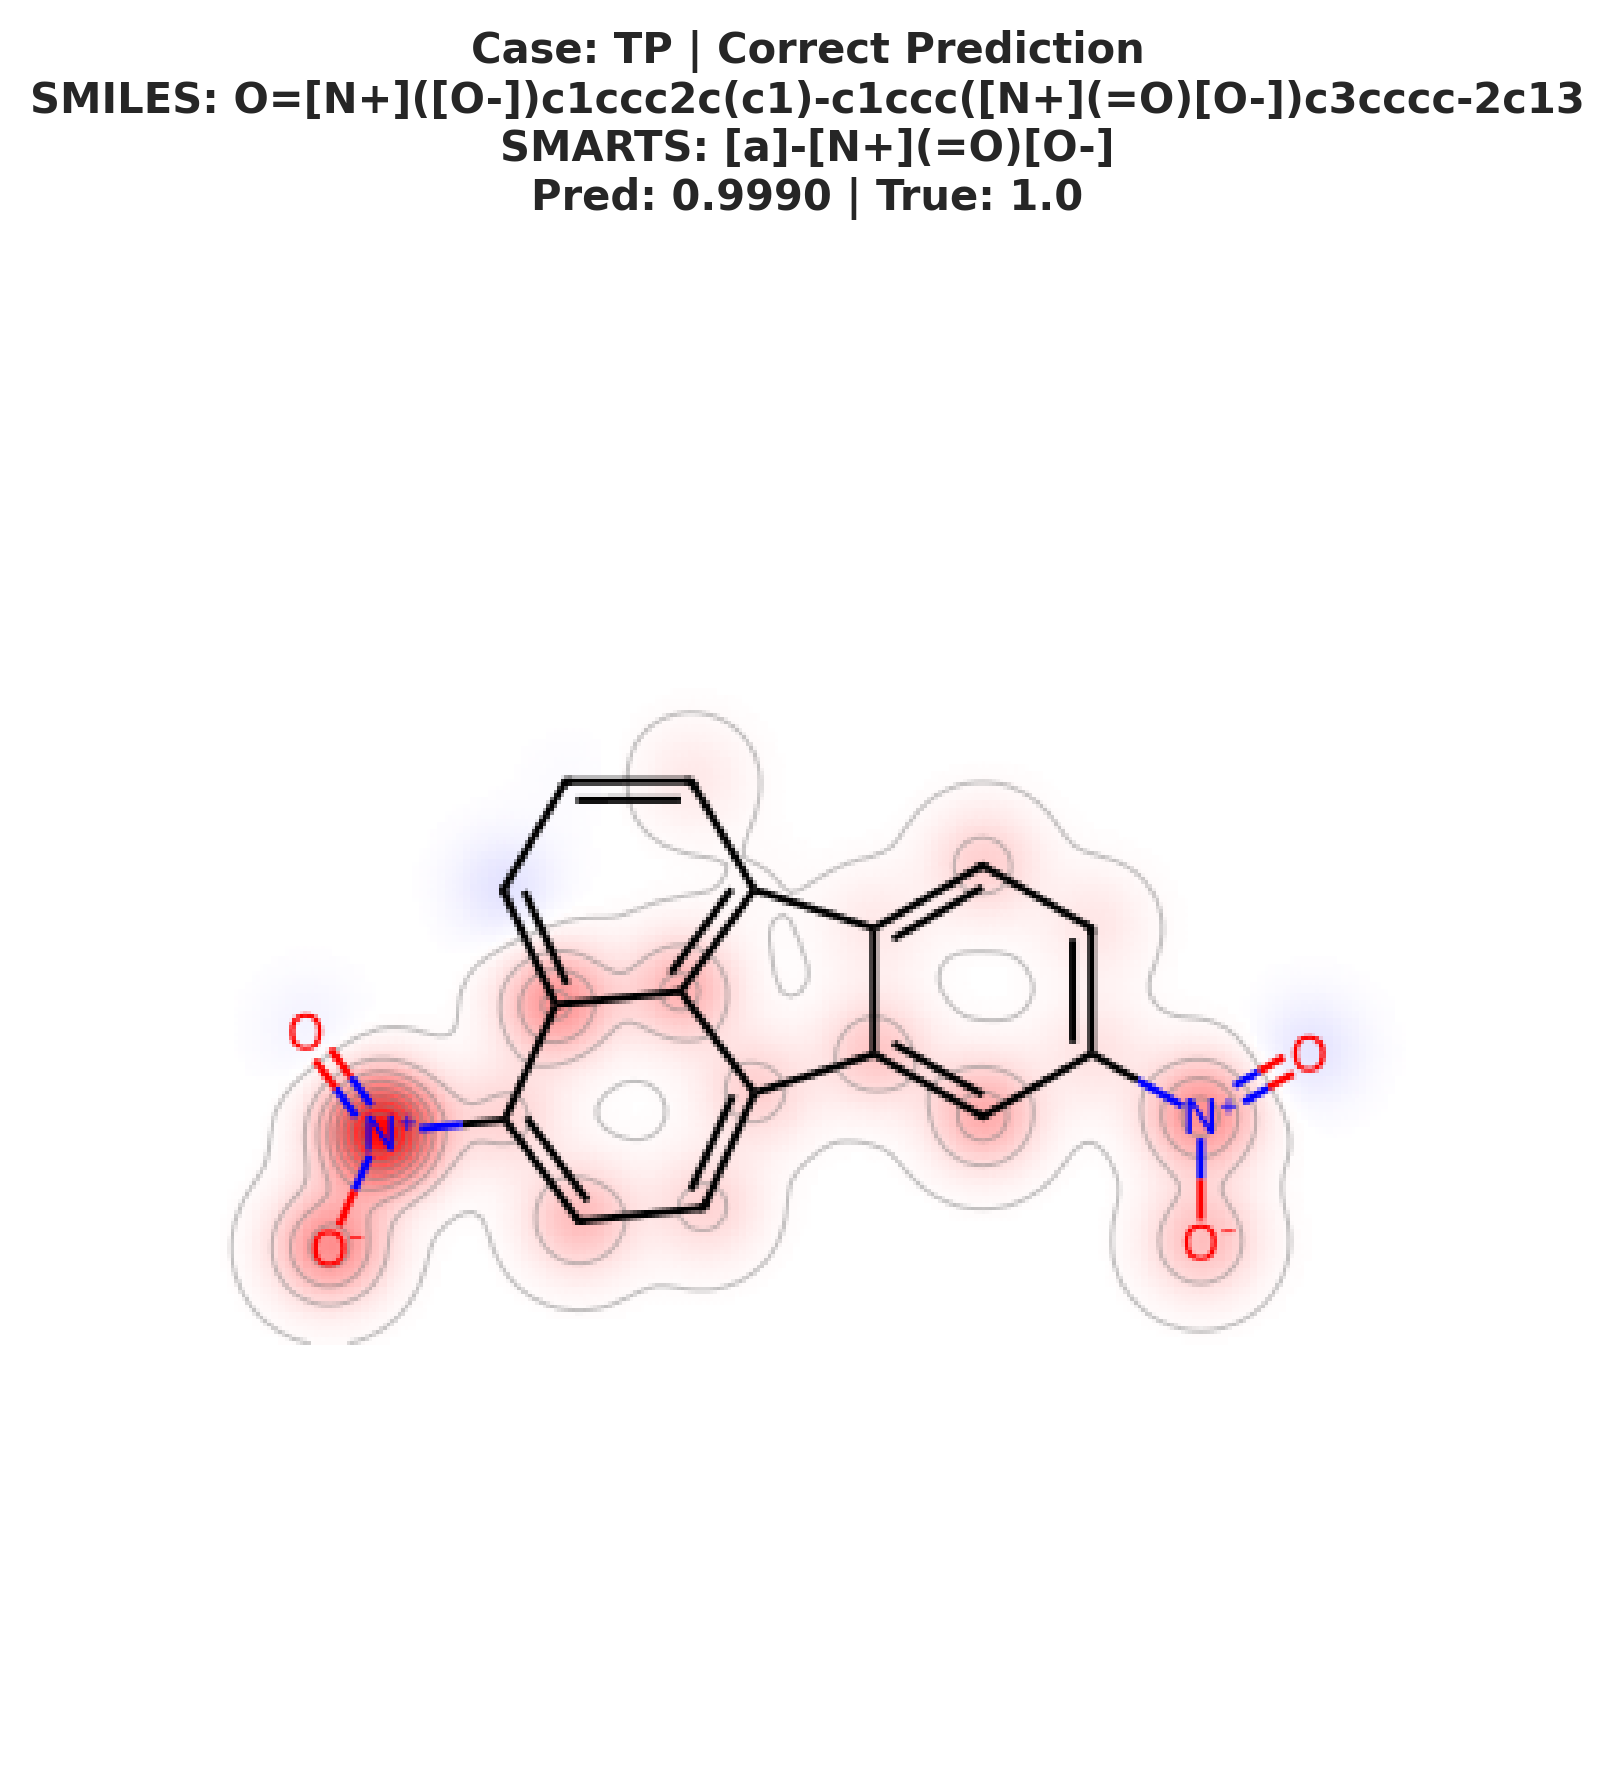 Case: TP | Correct Prediction
SMILES: O=[N+]([O-])c1ccc2c(c1)-c1ccc([N+](=O)[O-])c3cccc-2c13
SMARTS: [a]-[N+](=O)[O-]
Pred: 0.9990 | True: 1.0
O
O
N⁺
N⁺
O⁻
O⁻